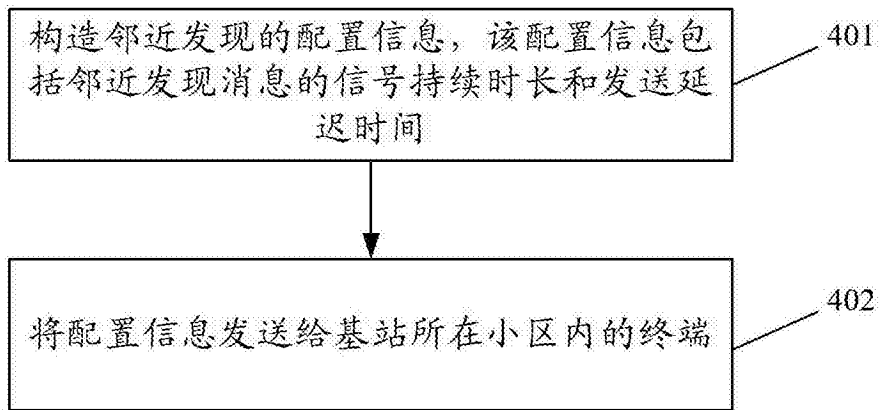 构造邻近发现的配置信息，该配置信息包
括邻近发现消息的信号持续时长和发送延
迟时间
401
将配置信息发送给基站所在小区内的终端
402